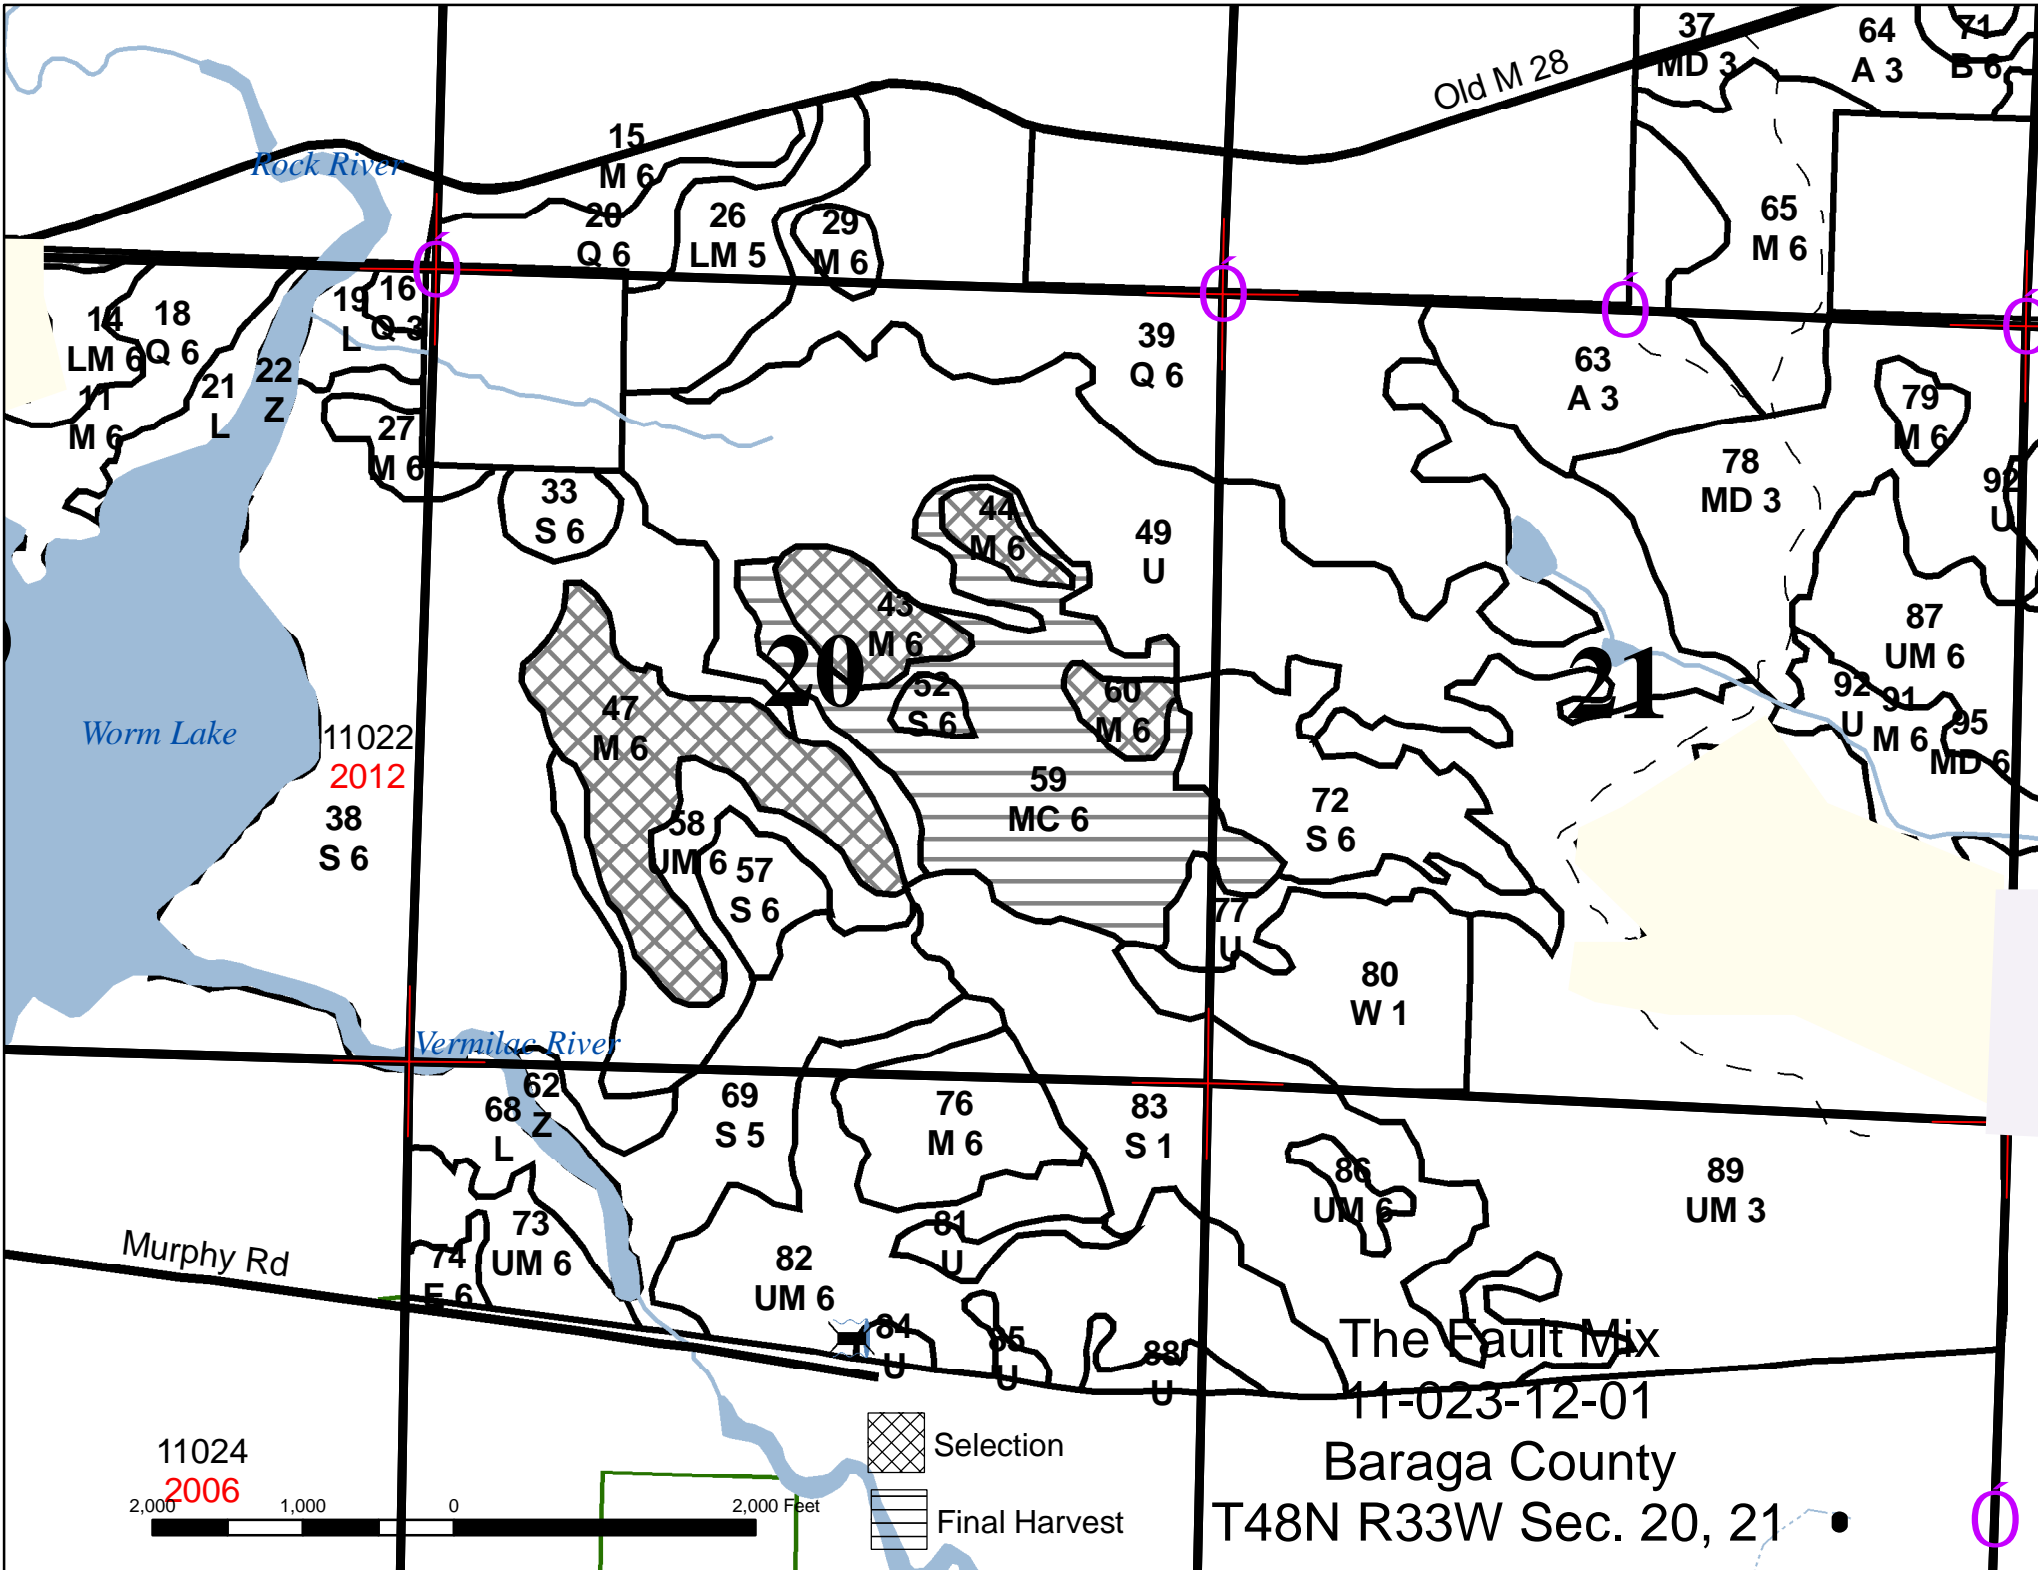 37
MD 3
64
A 3
71
B 6
Old M 28
15
M 6
Rock River
20
Q 6
26
LM 5
29
M 6
65
M 6
14
LM 6
18
Q 6
19
L
16
Q 3
39
Q 6
63
A 3
11
M 6
21
L
22
Z
27
M 6
79
M 6
33
S 6
44
M 6
49
U
78
MD 3
92
U
43
M 6
20
87
UM 6
47
M 6
52
S 6
60
M 6
21
92
U
91
M 6
95
MD 6
Worm Lake
11022
2012
38
S 6
58
UM 6
57
S 6
59
MC 6
72
S 6
77
U
80
W 1
Vermilac River
62
Z
68
L
69
S 5
76
M 6
83
S 1
86
UM 6
89
UM 3
Murphy Rd
74
E 6
73
UM 6
82
UM 6
81
U
84
U
85
U
88
U
The Fault Mix
11-023-12-01
Baraga County
T48N R33W Sec. 20, 21
Selection
Final Harvest
11024
2006
2,000 1,000 0 2,000 Feet
Ó
Ó
Ó
Ó
Ó